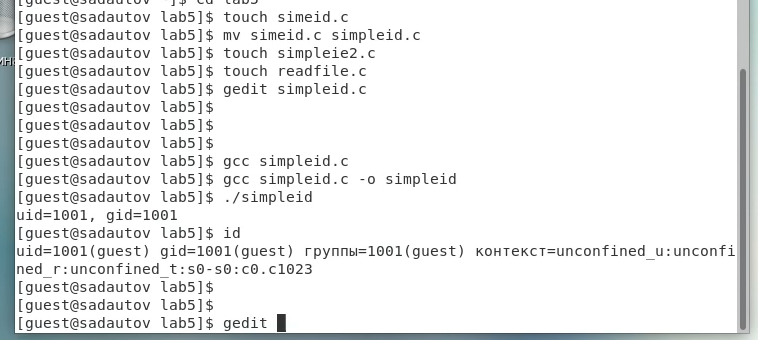 [guest@sadautov ~]$ cd lab5
[guest@sadautov lab5]$ touch simeid.c
[guest@sadautov lab5]$ mv simeid.c simpleid.c
[guest@sadautov lab5]$ touch simpleie2.c
[guest@sadautov lab5]$ touch readfile.c
[guest@sadautov lab5]$ gedit simpleid.c
[guest@sadautov lab5]$
[guest@sadautov lab5]$
[guest@sadautov lab5]$
[guest@sadautov lab5]$ gcc simpleid.c
[guest@sadautov lab5]$ gcc simpleid.c -o simpleid
[guest@sadautov lab5]$ ./simpleid
uid=1001, gid=1001
[guest@sadautov lab5]$ id
uid=1001(guest) gid=1001(guest) группы=1001(guest) контекст=unconfined_u:unconfi
ned_r:unconfined_t:s0-s0:c0.c1023
[guest@sadautov lab5]$
[guest@sadautov lab5]$
[guest@sadautov lab5]$ gedit